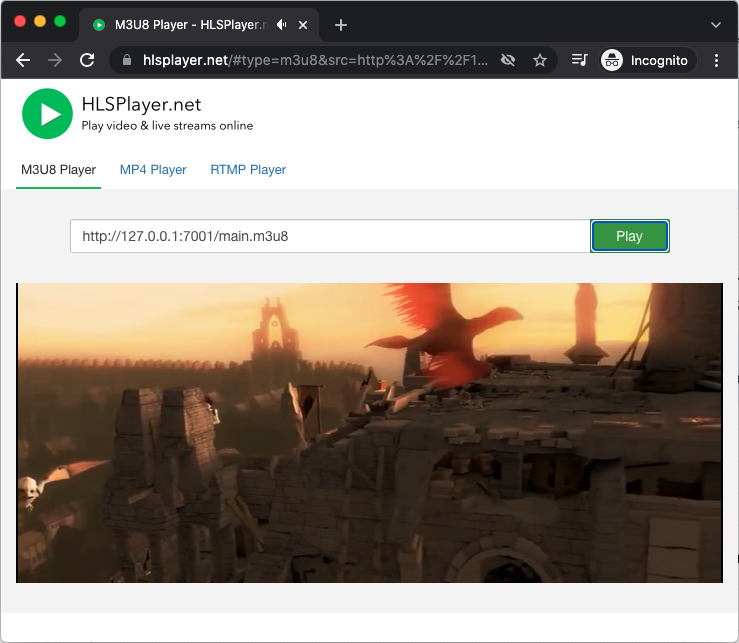 M3U8 Player - HLSPlayer.n
hlsplayer.net/#type=m3u8&src=http%3A%2F%2F1...
Incognito
HLSPlayer.net
Play video & live streams online
M3U8 Player MP4 Player RTMP Player
http://127.0.0.1:7001/main.m3u8
Play